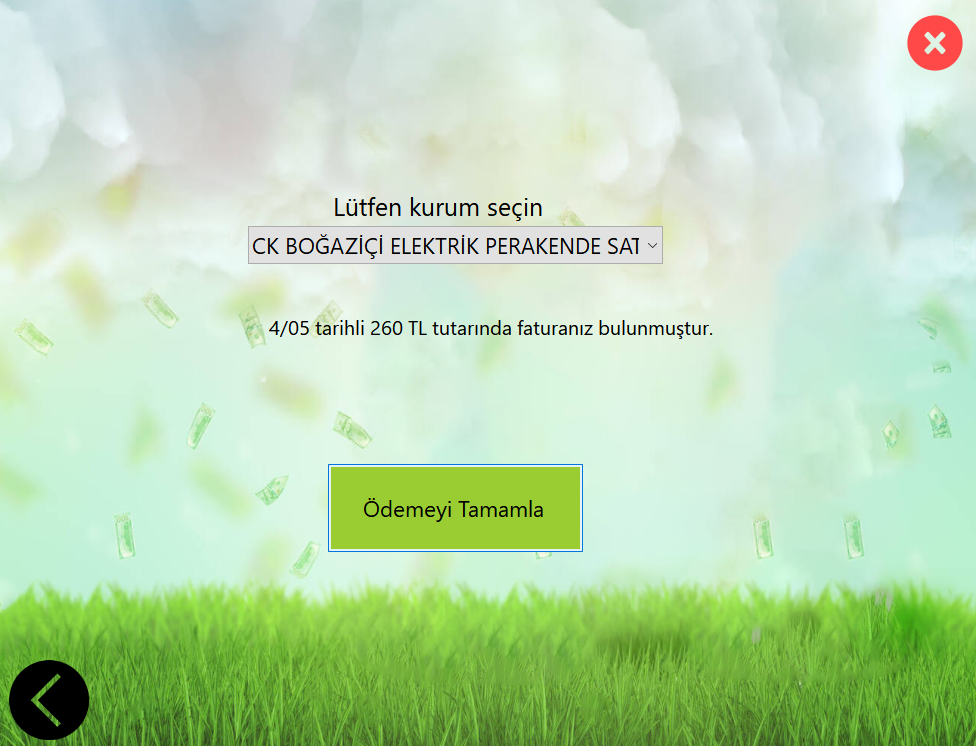 Lütfen kurum seçin
CK BOĞAZİÇİ ELEKTRİK PERAKENDE SAT
4/05 tarihli 260 TL tutarında faturanız bulunmuştur.
Ödemeyi Tamamla